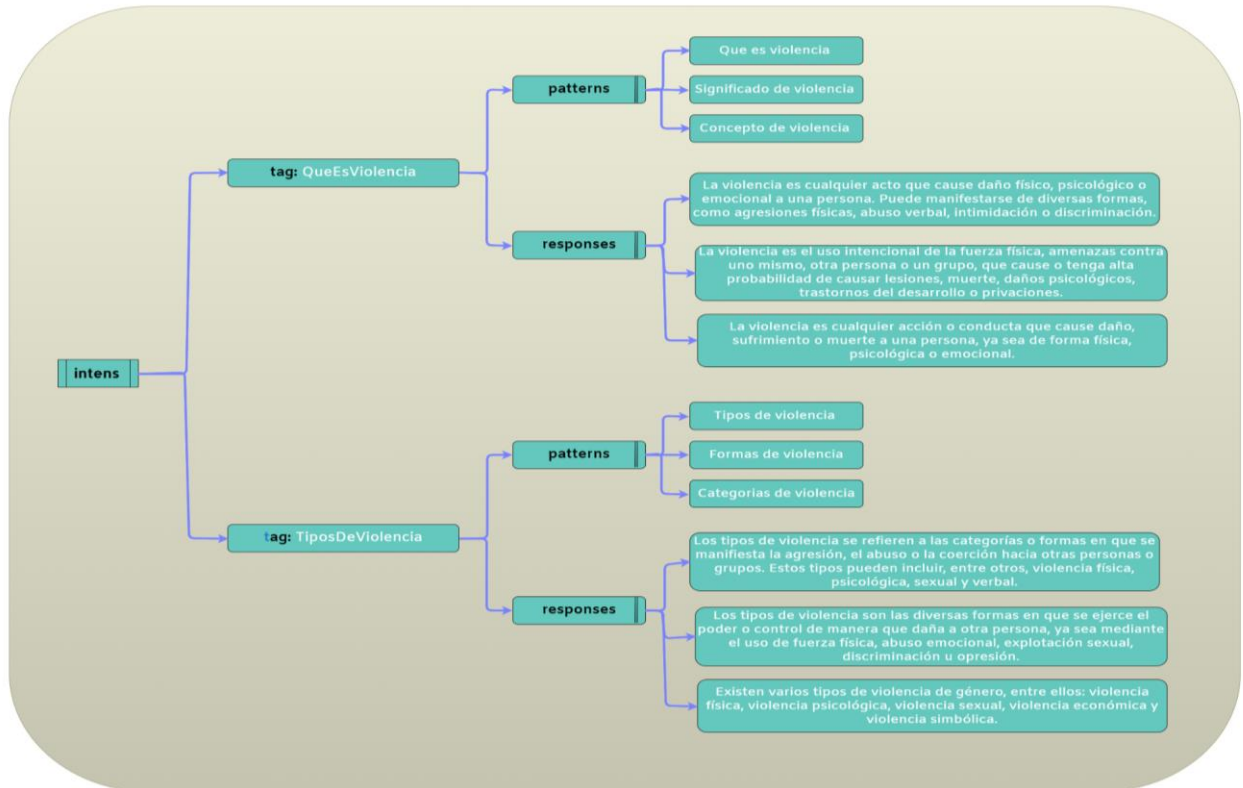 patterns
Que es violencia
Significado de violencia
Concepto de violencia
tag: QueEsViolencia
responses
La violencia es cualquier acto que cause daño físico, psicológico o
emocional a una persona. Puede manifestarse de diversas formas,
como agresiones físicas, abuso verbal, intimidación o discriminación.
La violencia es el uso intencional de la fuerza física, amenazas contra
uno mismo, otra persona o un grupo, que cause o tenga alta
probabilidad de causar lesiones, muerte, daños psicológicos,
trastornos del desarrollo o privaciones.
La violencia es cualquier acción o conducta que cause daño,
sufrimiento o muerte a una persona, ya sea de forma física,
psicológica o emocional.
intens
patterns
Tipos de violencia
Formas de violencia
Categorias de violencia
tag: TiposDeViolencia
responses
Los tipos de violencia se refieren a las categorías o formas en que se
manifiesta la agresión, el abuso o la coerción hacia otras personas o
grupos. Estos tipos pueden incluir, entre otros, violencia física,
psicológica, sexual y verbal.
Los tipos de violencia son las diversas formas en que se ejerce el
poder o control de manera que daña a otra persona, ya sea mediante
el uso de fuerza física, abuso emocional, explotación sexual,
discriminación u opresión.
Existen varios tipos de violencia de género, entre ellos: violencia
física, violencia psicológica, violencia sexual, violencia económica y
violencia simbólica.